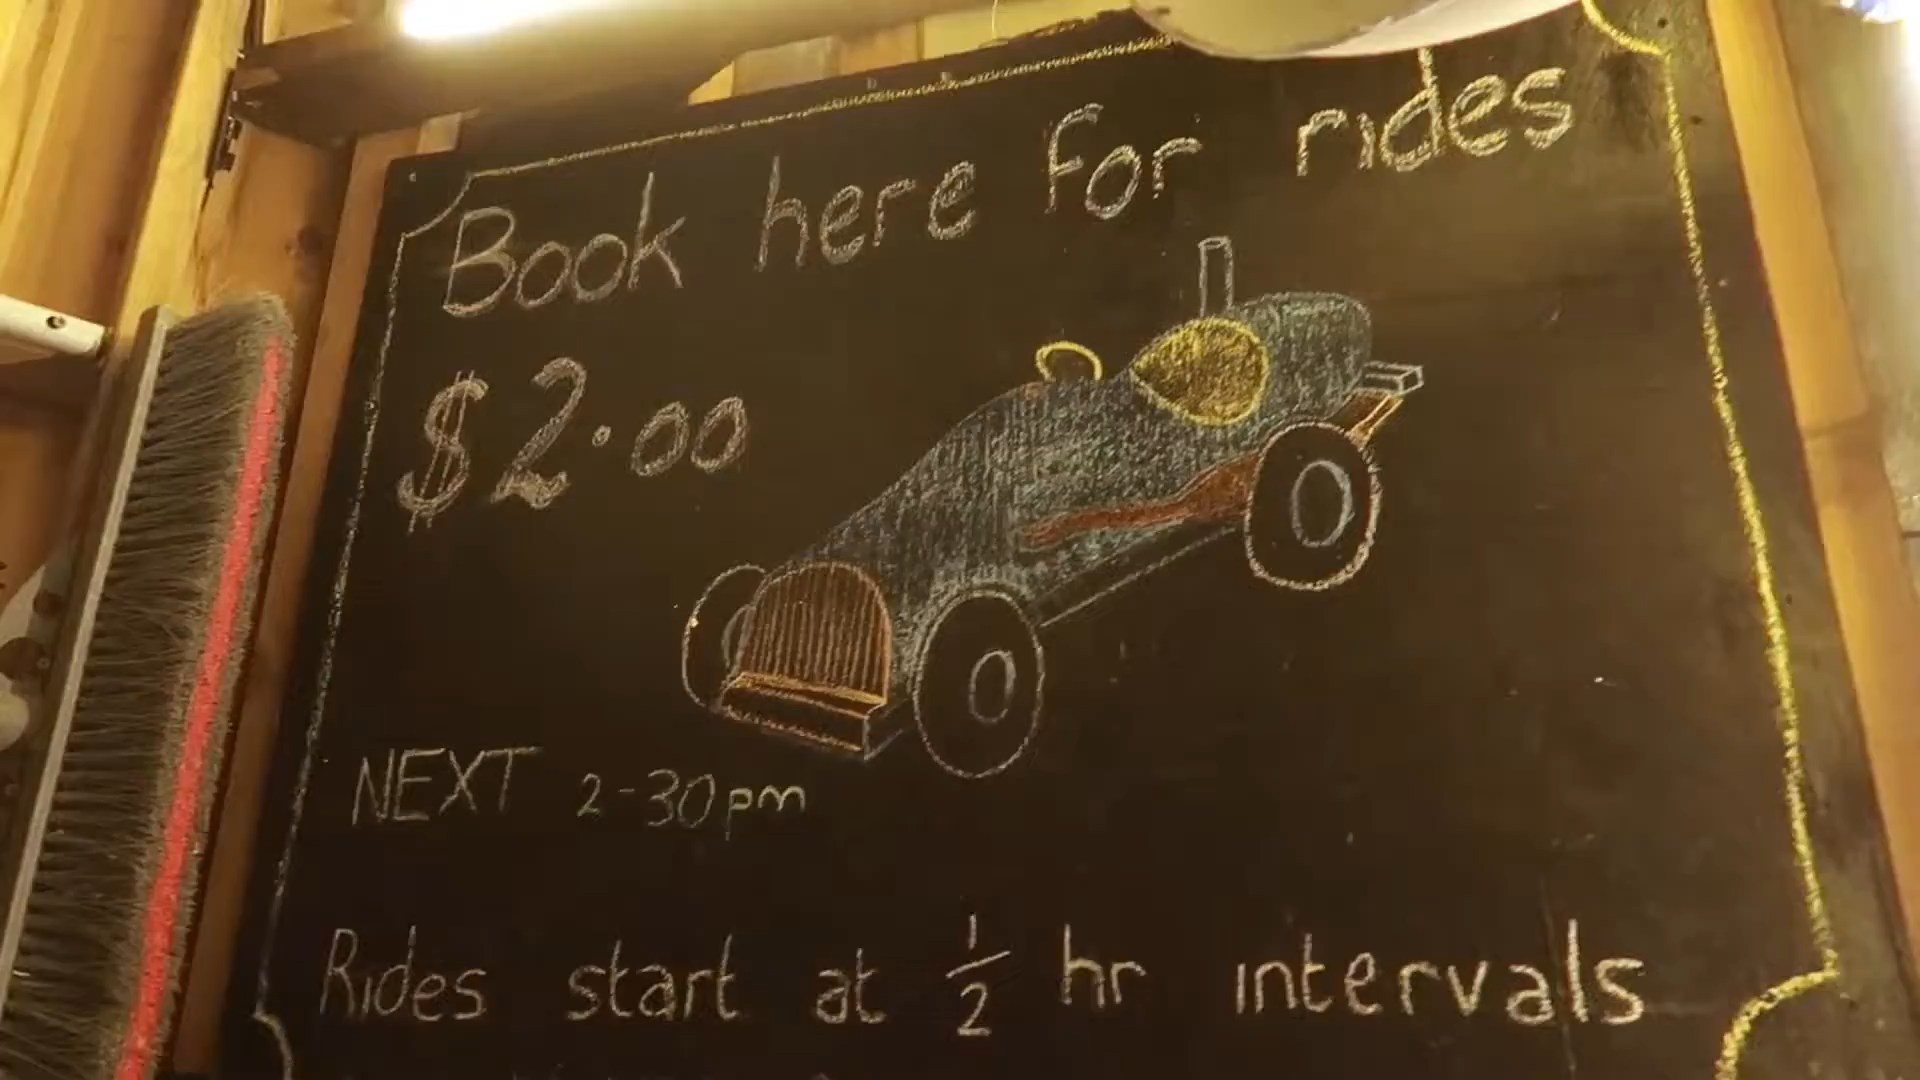 Book here for rides
$2.00
NEXT 2-30pm
Rides start at 1/2 hr intervals